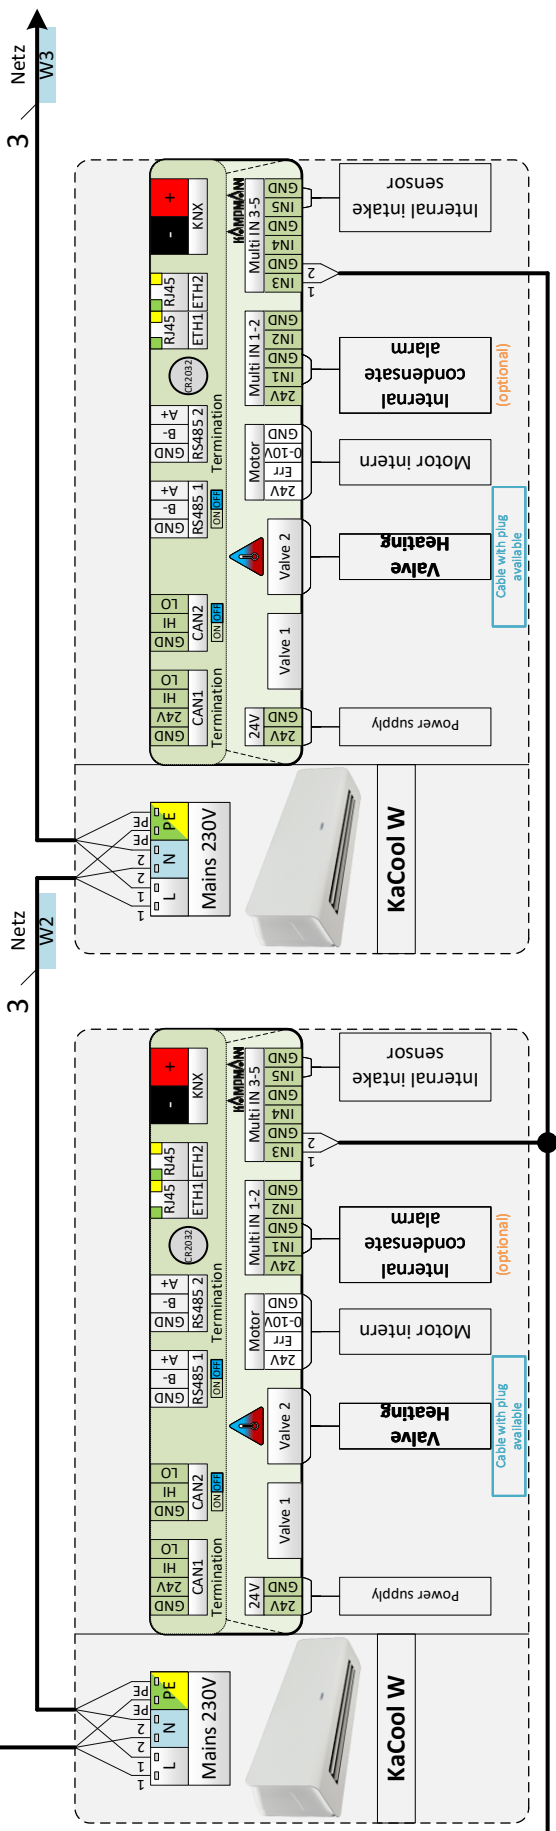 Netz
W3
3
+
-
KNX
KAMPMANN
GND
IN5
GND
IN4
GND
IN3
Multi IN 3-5
2
1
Internal intake
sensor
RJ45
RJ45
ETH2
ETH1
CR2032
GND
IN2
GND
IN1
24V
Multi IN 1-2
Internal
condensate
alarm
(optional)
A+
B-
GND
RS485 2
Termination
GND
0-10V
Err
24V
Motor
Motor intern
A+
B-
GND
RS485 1
ON
OFF
Valve 2
Valve
Heating
Cable with plug
available
LO
HI
GND
CAN2
ON
OFF
Valve 1
LO
HI
24V
GND
CAN1
Termination
GND
24V
24V
Power supply
PE
PE
2
2
1
1
PE
N
L
Mains 230V
KaCool W
Netz
W2
3
+
-
KNX
KAMPMANN
GND
IN5
GND
IN4
GND
IN3
Multi IN 3-5
2
1
Internal intake
sensor
RJ45
RJ45
ETH2
ETH1
CR2032
GND
IN2
GND
IN1
24V
Multi IN 1-2
Internal
condensate
alarm
(optional)
A+
B-
GND
RS485 2
Termination
GND
0-10V
Err
24V
Motor
Motor intern
A+
B-
GND
RS485 1
ON
OFF
Valve 2
Valve
Heating
Cable with plug
available
LO
HI
GND
CAN2
ON
OFF
Valve 1
LO
HI
24V
GND
CAN1
Termination
GND
24V
24V
Power supply
PE
PE
2
2
1
1
PE
N
L
Mains 230V
KaCool W